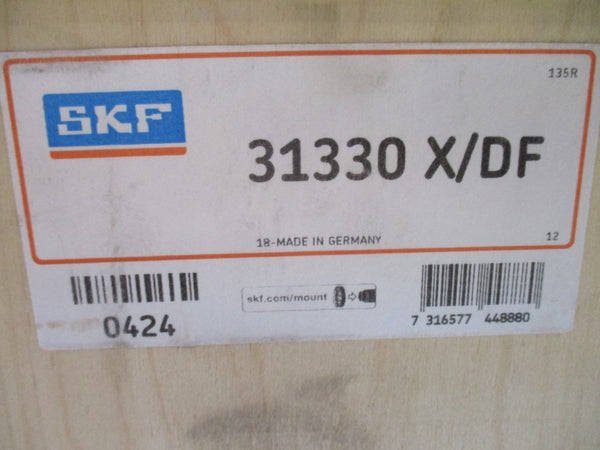 135R
SKF
31330 X/DF
18-MADE IN GERMANY
12
skf.com/mount
0424
7 316577 448880